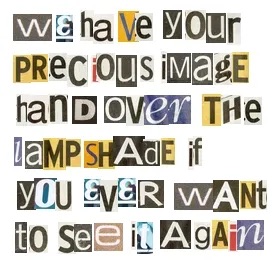 we have your
PRECiOUS imAGE
hanD OVer THe
lAMPSHADE if
yOU EVER WANt
to See it AgAin